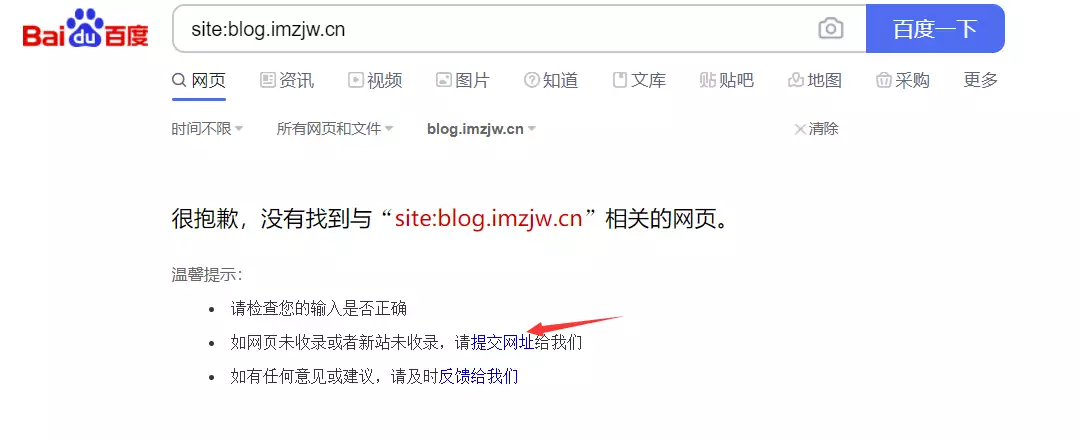 Bai du 百度 site:blog.imzjw.cn 百度一下
网页 资讯 视频 图片 知道 文库 贴吧 地图 采购 更多
时间不限 所有网页和文件 blog.imzjw.cn 清除
很抱歉，没有找到与“site:blog.imzjw.cn”相关的网页。
温馨提示：
请检查您的输入是否正确
如网页未收录或者新站未收录，请提交网址给我们
如有任何意见或建议，请及时反馈给我们